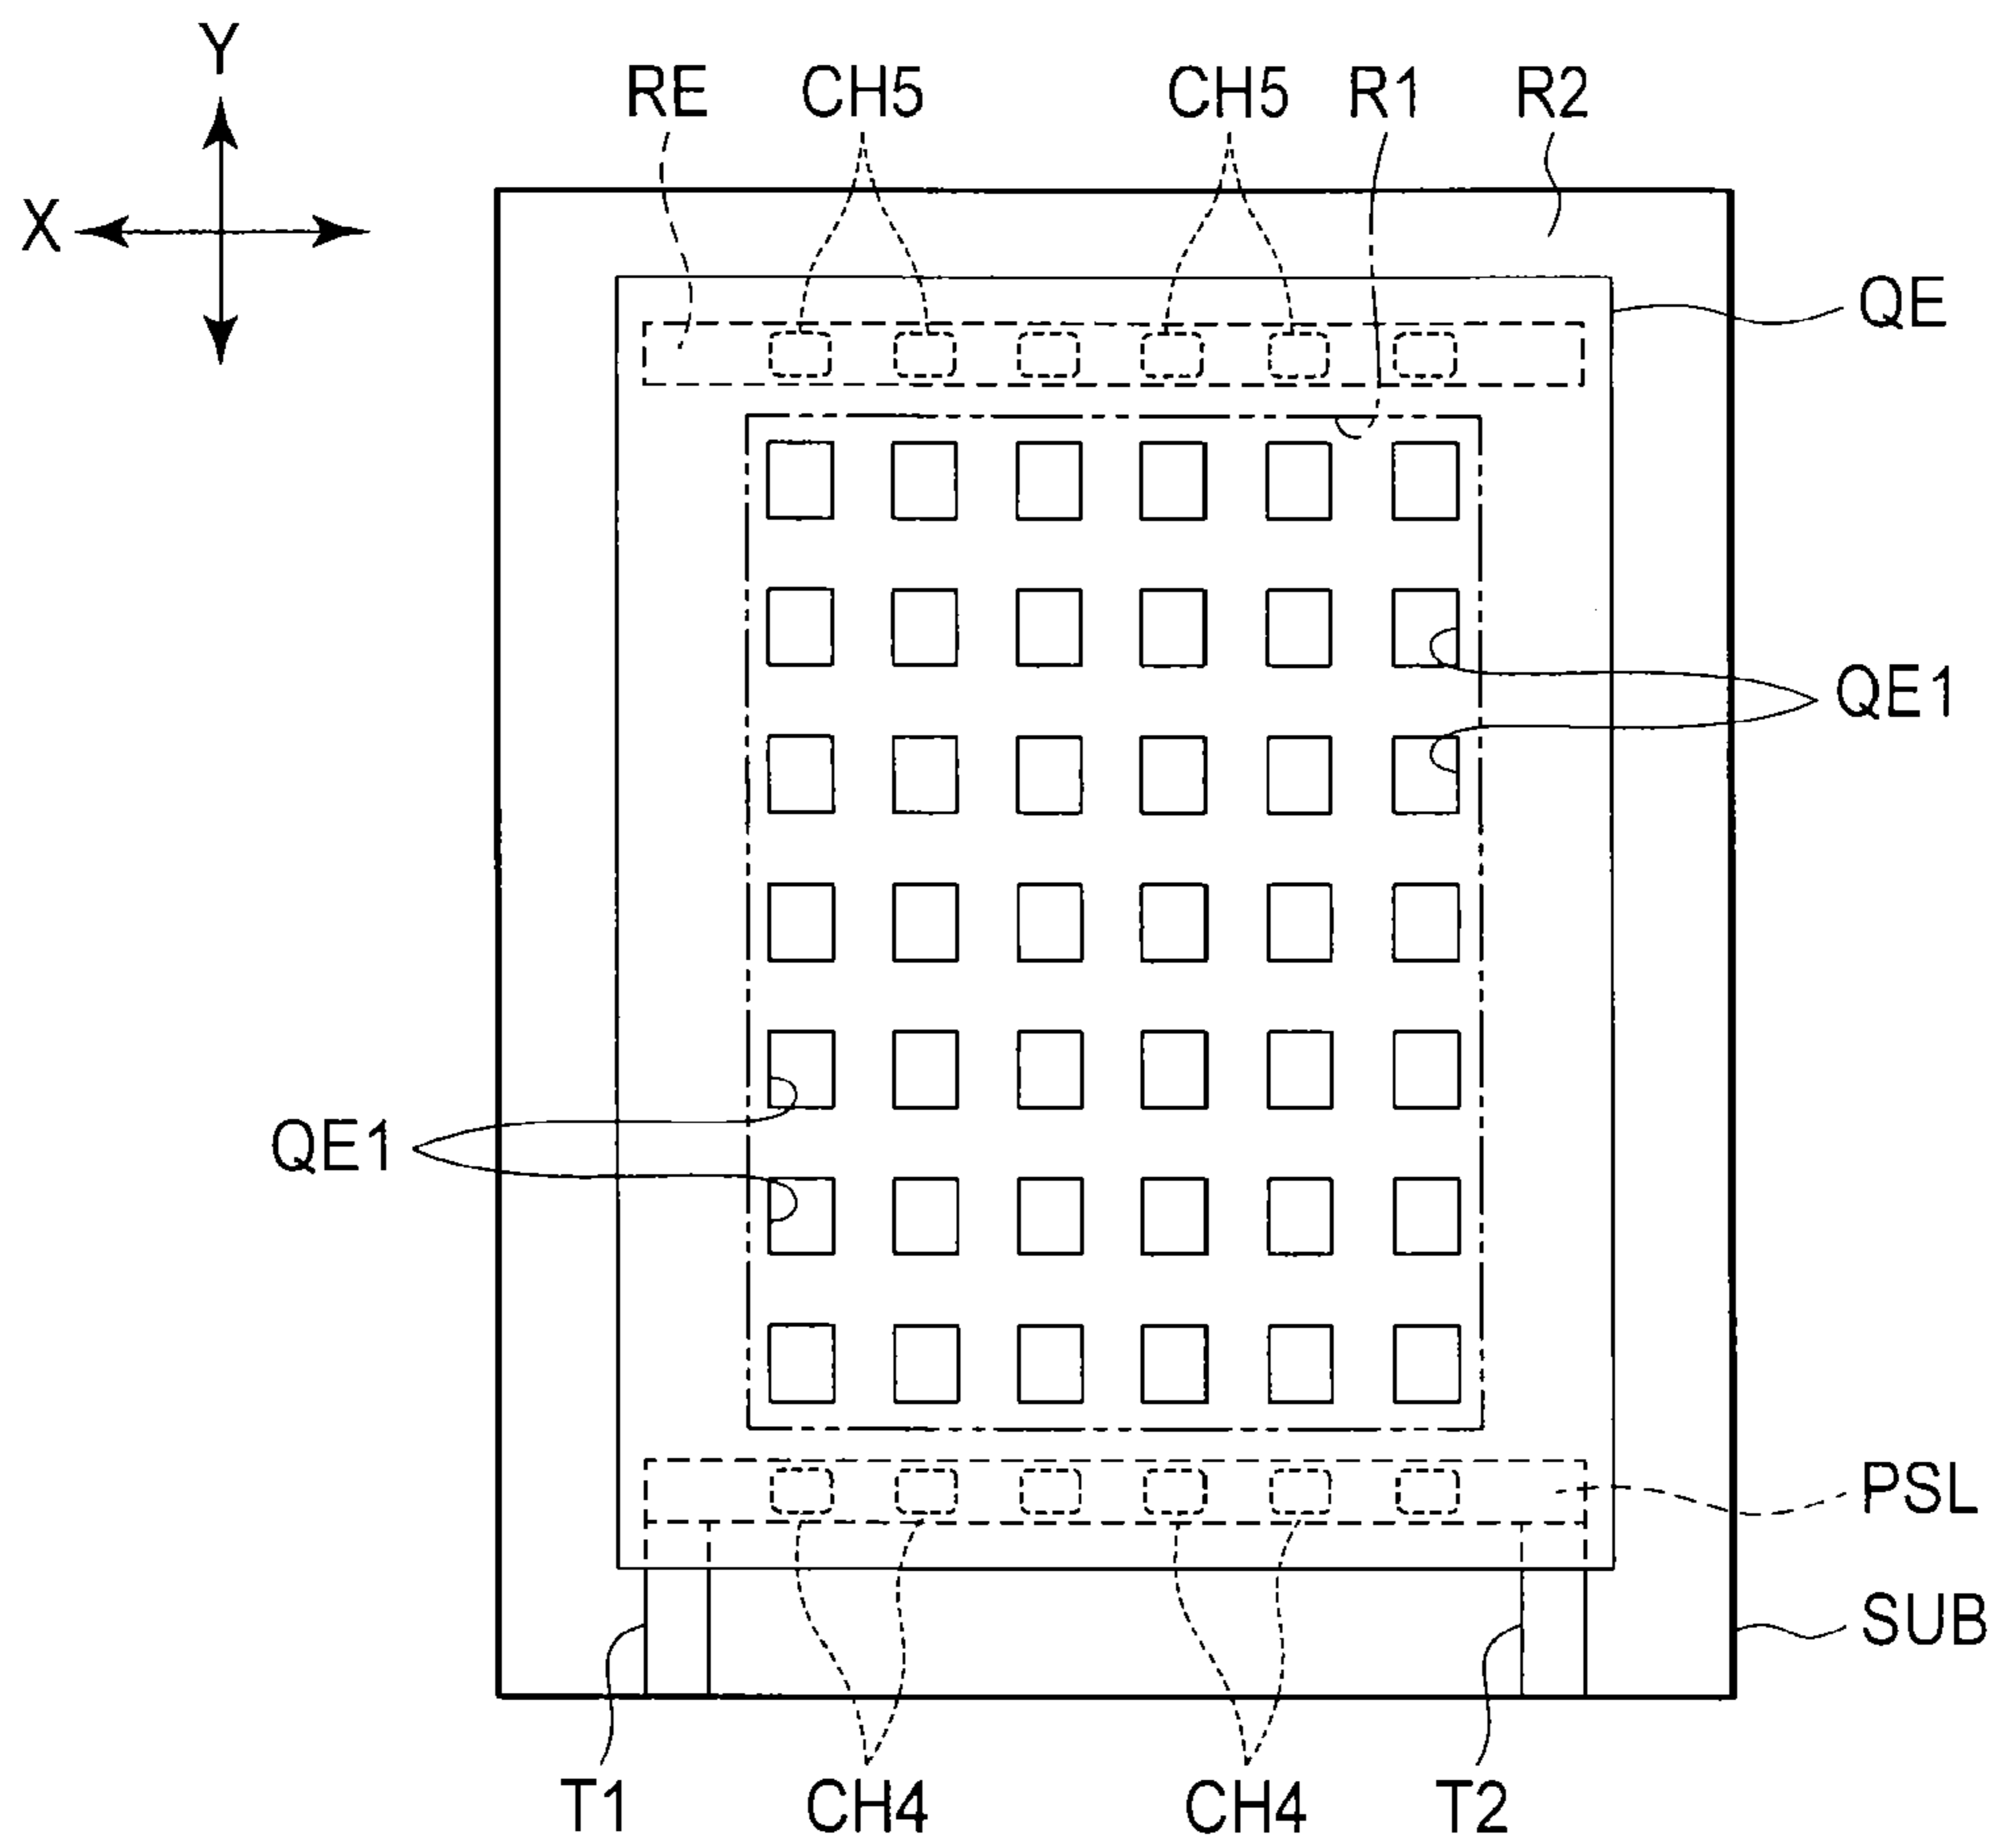 Y
RE CH5 CH5 R1 R2
X
QE
QE1
QE1
PSL
SUB
T1 CH4 CH4 T2